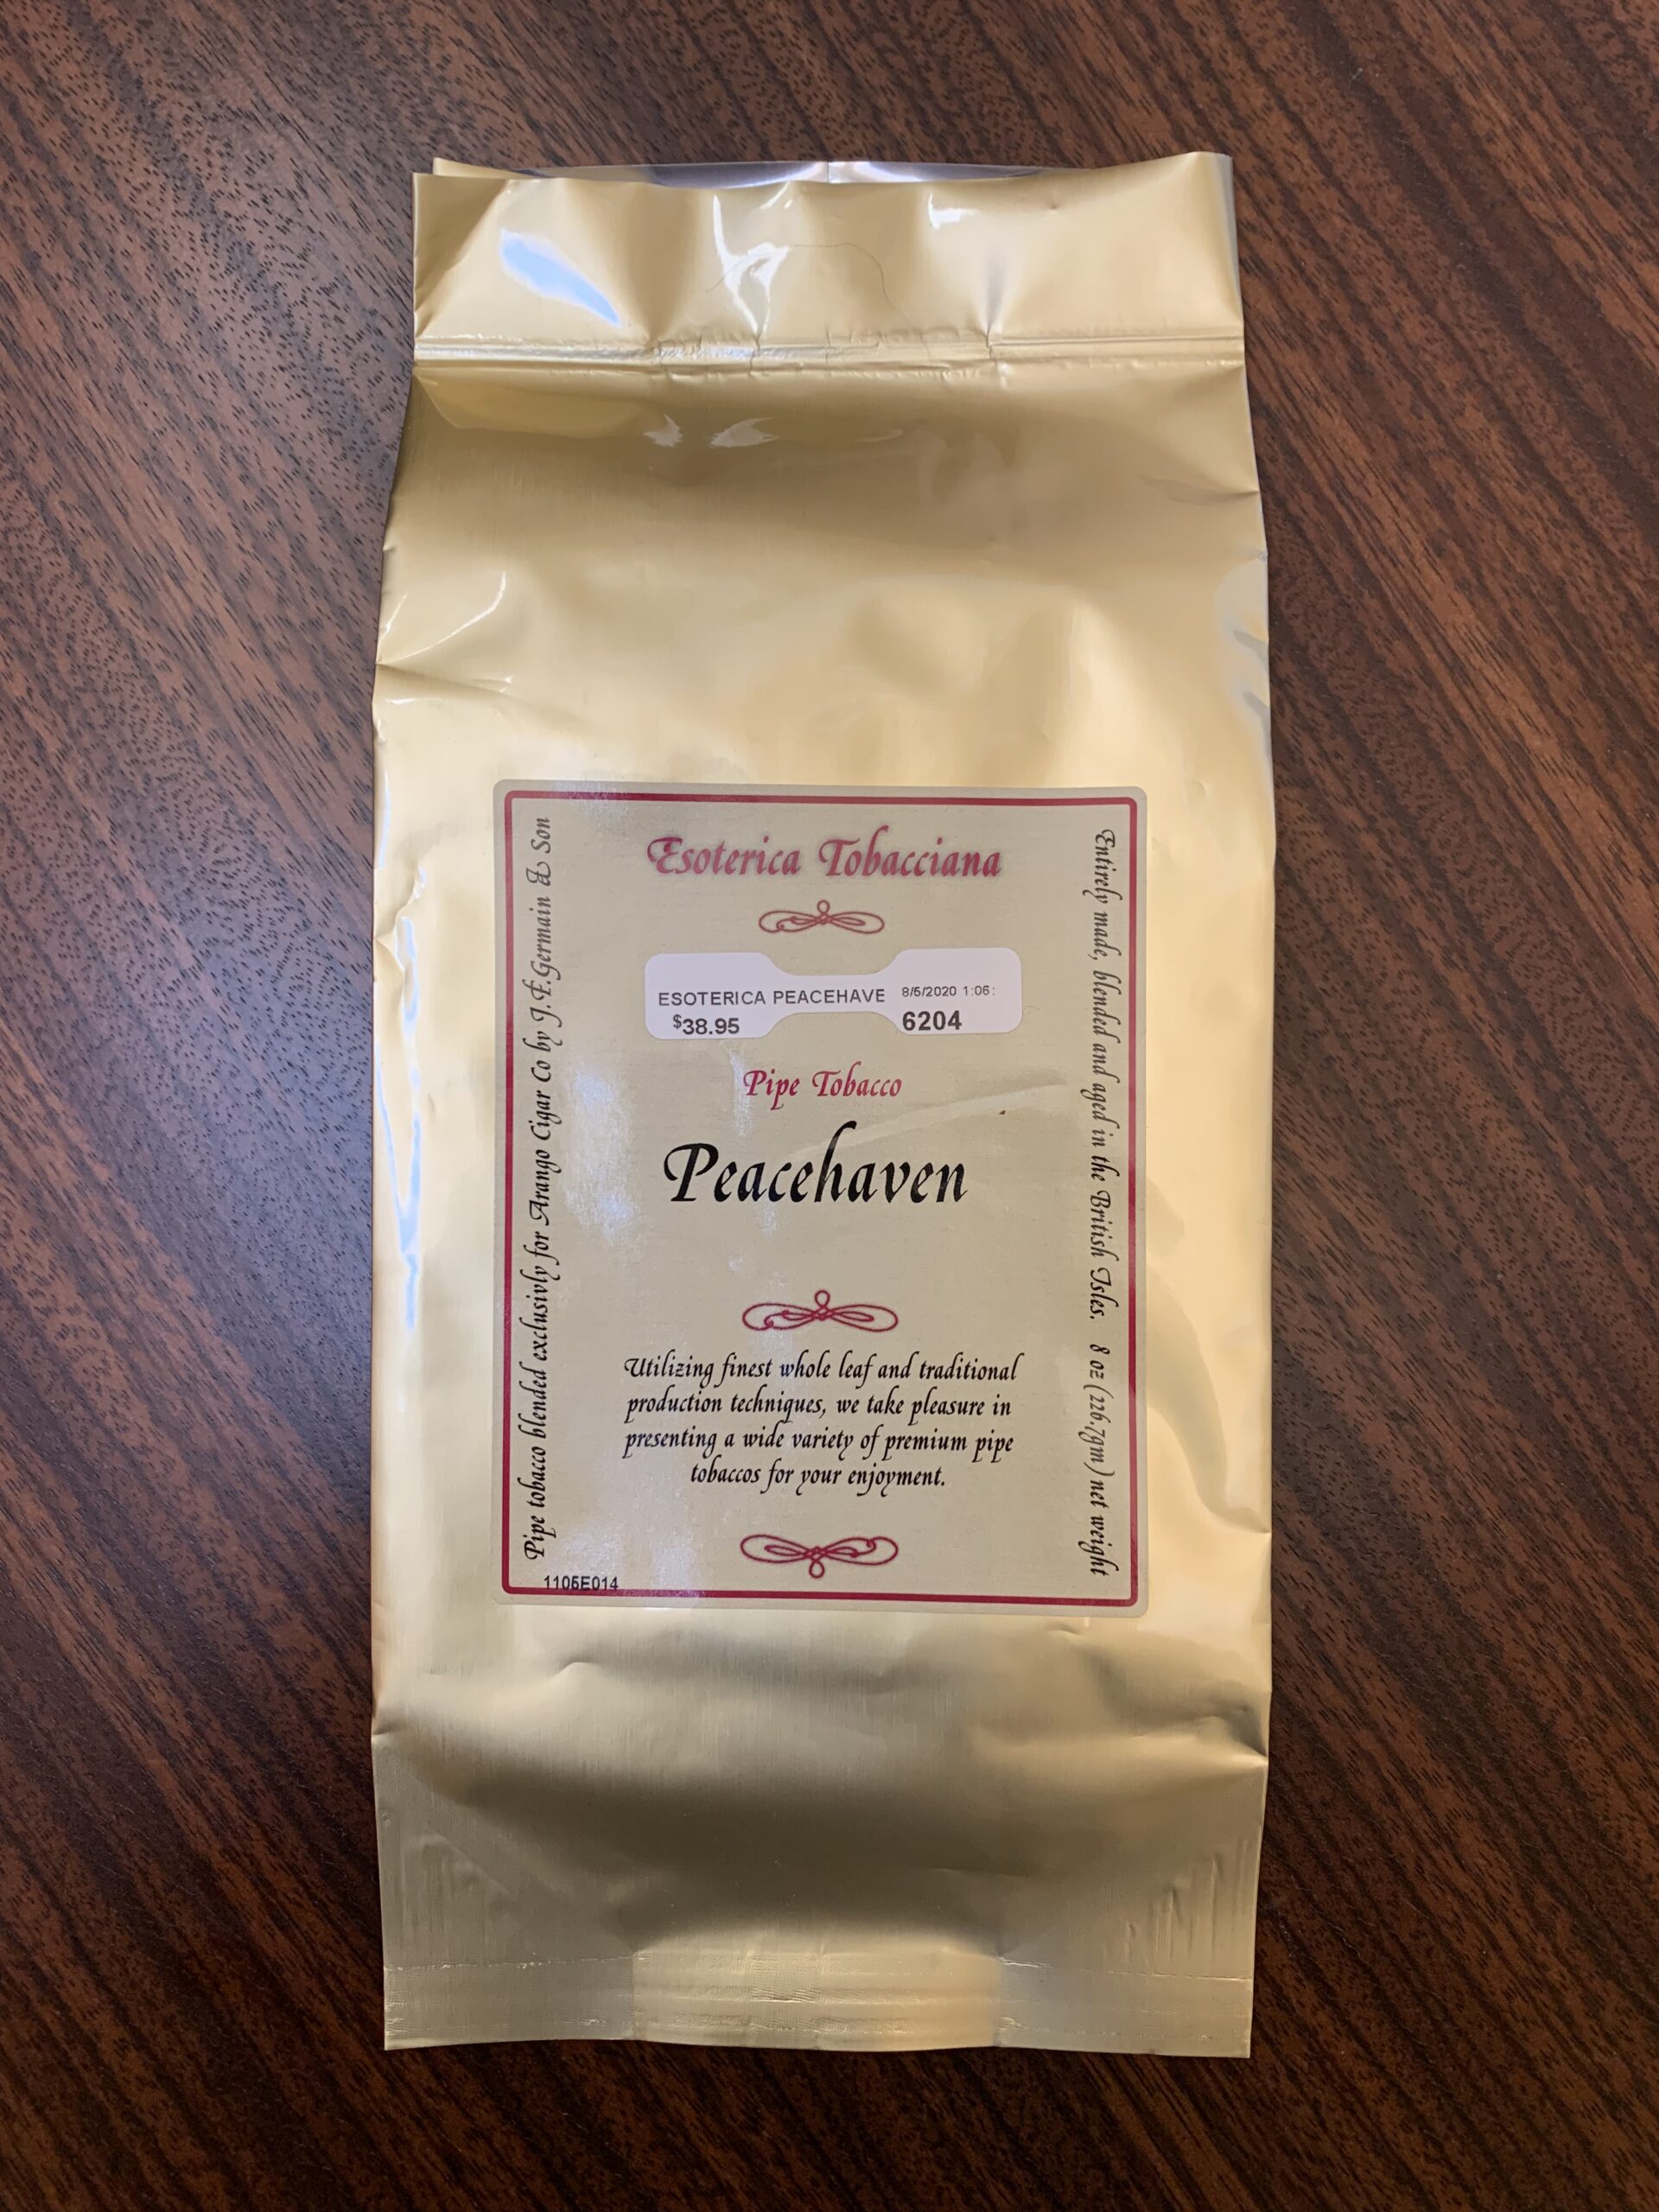 Esoterica Tobacciana
ESOTERICA PEACEHAVE 8/5/2020 1:06:
$38.95 6204
Pipe Tobacco
Peacehaven
Utilizing finest whole leaf and traditional
production techniques, we take pleasure in
presenting a wide variety of premium pipe
tobaccos for your enjoyment.
Pipe tobacco blended exclusivly for Arango Cigar Co by J.F.Germain & Son
Entirely made, blended and aged in the British Isles. 8 oz (226.7gm) net weight
1105E014